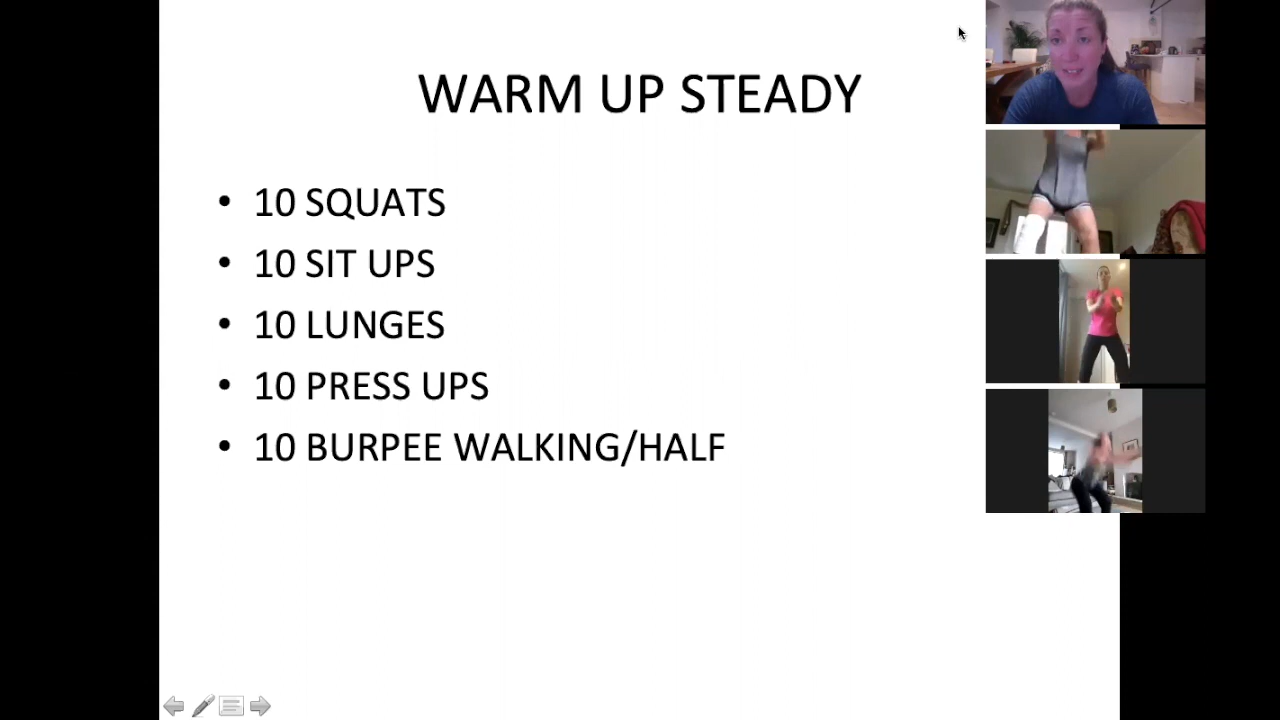 WARM UP STEADY
• 10 SQUATS
• 10 SIT UPS
• 10 LUNGES
• 10 PRESS UPS
• 10 BURPEE WALKING/HALF